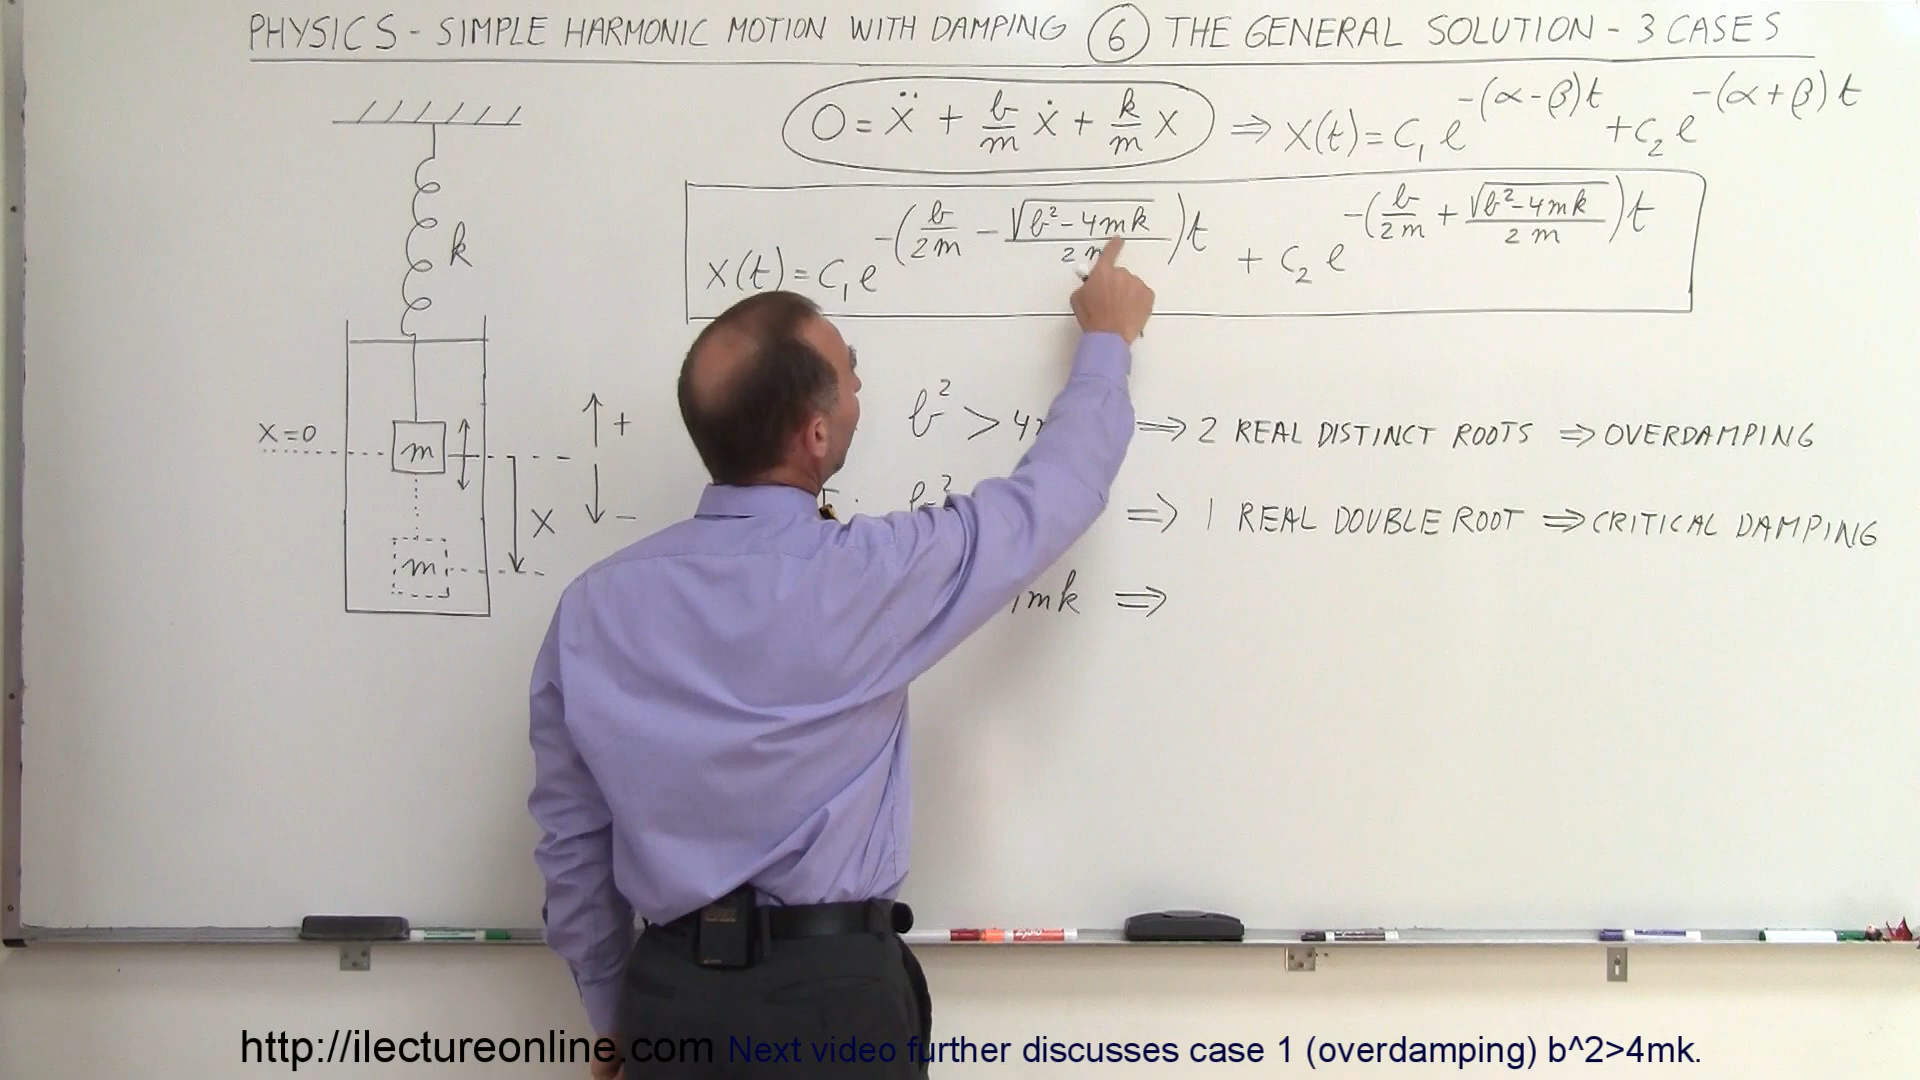 PHYSICS - SIMPLE HARMONIC MOTION WITH DAMPING ⑥ THE GENERAL SOLUTION - 3 CASES
0 = ẍ + b/m ẋ + k/m x ⇒ x(t) = c₁ e^-(α-β)t + c₂ e^-(α+β)t
x(t) = c₁ e^-(b/2m - √(b²-4mk)/2m)t + c₂ e^-(b/2m + √(b²-4mk)/2m)t
k
b² > 4 ⇒ 2 REAL DISTINCT ROOTS ⇒ OVERDAMPING
x=0
m
+
b² ⇒ 1 REAL DOUBLE ROOT ⇒ CRITICAL DAMPING
x
-
m
mk ⇒
http://ilectureonline.com Next video further discusses case 1 (overdamping) b^2>4mk.